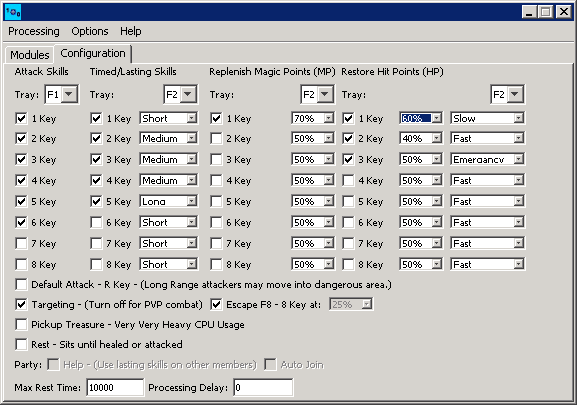 Processing Options Help
Modules Configuration
Attack Skills Timed/Lasting Skills Replenish Magic Points (MP) Restore Hit Points (HP)
Tray: F1 Tray: F2 Tray: F2 Tray: F2
1 Key 1 Key Short 1 Key 70% 1 Key 60% Slow
2 Key 2 Key Medium 2 Key 50% 2 Key 40% Fast
3 Key 3 Key Medium 3 Key 50% 3 Key 50% Emergency
4 Key 4 Key Medium 4 Key 50% 4 Key 50% Fast
5 Key 5 Key Long 5 Key 50% 5 Key 50% Fast
6 Key 6 Key Short 6 Key 50% 6 Key 50% Fast
7 Key 7 Key Short 7 Key 50% 7 Key 50% Fast
8 Key 8 Key Short 8 Key 50% 8 Key 50% Fast
Default Attack - R Key - (Long Range attackers may move into dangerous area.)
Targeting - (Turn off for PVP combat) Escape F8 - 8 Key at: 25%
Pickup Treasure - Very Very Heavy CPU Usage
Rest - Sits until healed or attacked
Party: Help - (Use lasting skills on other members) Auto Join
Max Rest Time: 10000 Processing Delay: 0